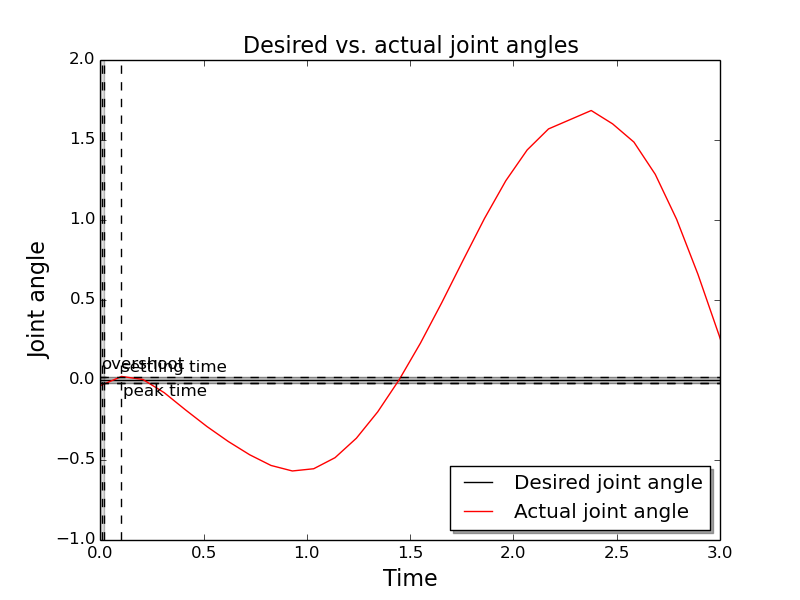 Desired vs. actual joint angles
2.0
1.5
1.0
0.5
0.0
−0.5
−1.0
Joint angle
overshoot
settling time
peak time
Desired joint angle
Actual joint angle
0.0 0.5 1.0 1.5 2.0 2.5 3.0
Time